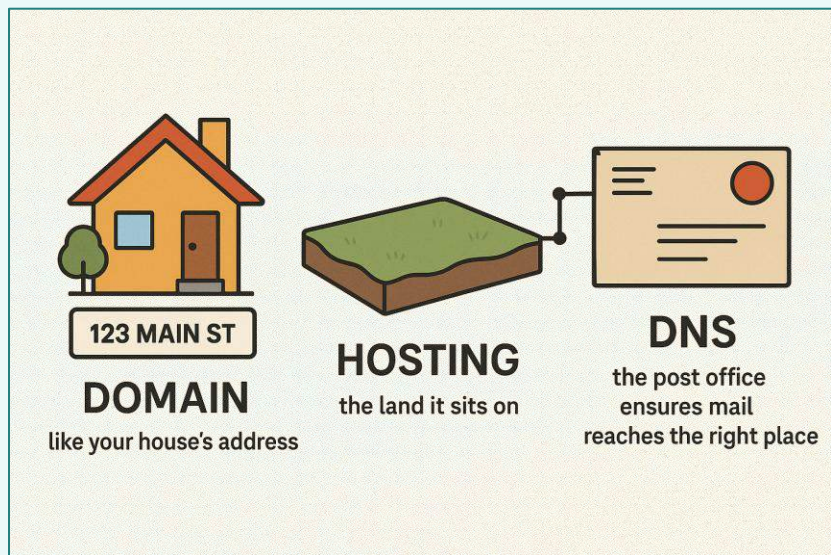 123 MAIN ST
DOMAIN
like your house's address
HOSTING
the land it sits on
DNS
the post office
ensures mail
reaches the right place